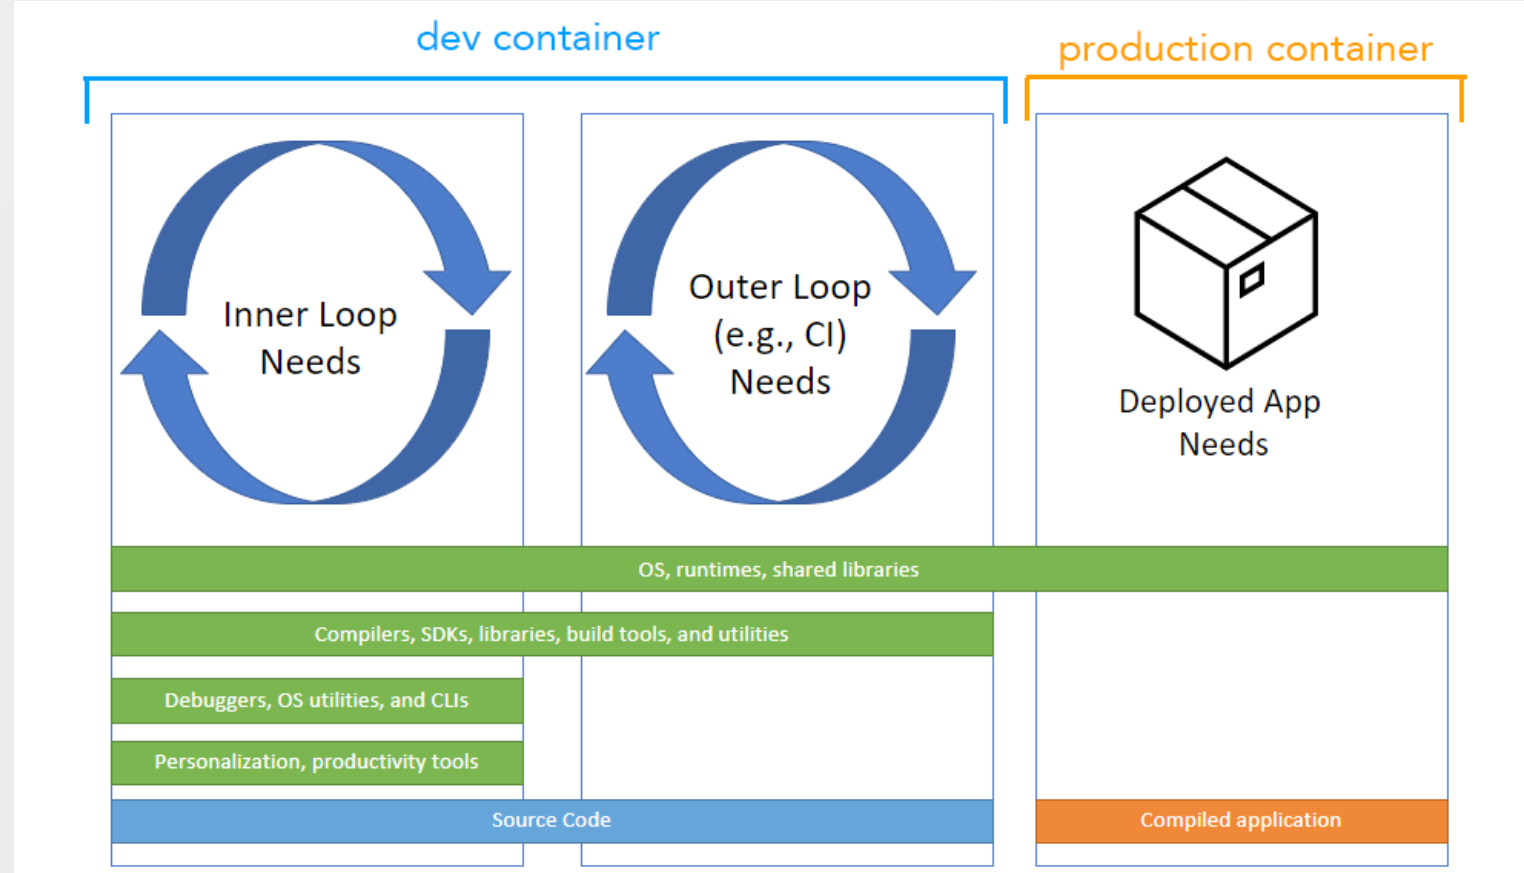 dev container
production container
Inner Loop
Needs
Outer Loop
(e.g., CI)
Needs
Deployed App
Needs
OS, runtimes, shared libraries
Compilers, SDKs, libraries, build tools, and utilities
Debuggers, OS utilities, and CLIs
Personalization, productivity tools
Source Code
Compiled application